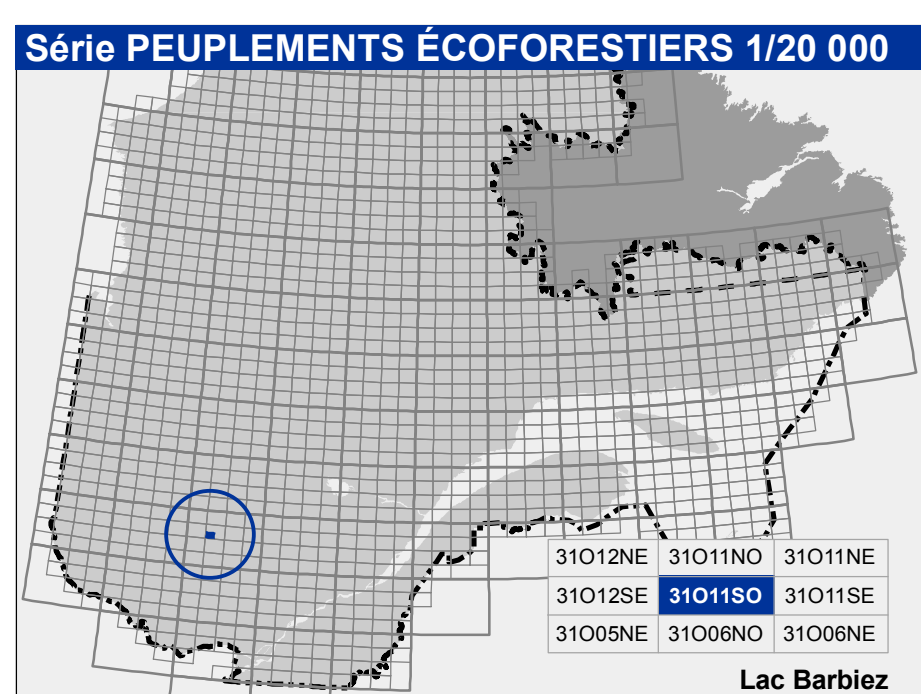 Série PEUPLEMENTS ÉCOFORESTIERS 1/20 000
31O12NE 31O11NO 31O11NE
31O12SE 31O11SO 31O11SE
31O05NE 31O06NO 31O06NE
Lac Barbiez